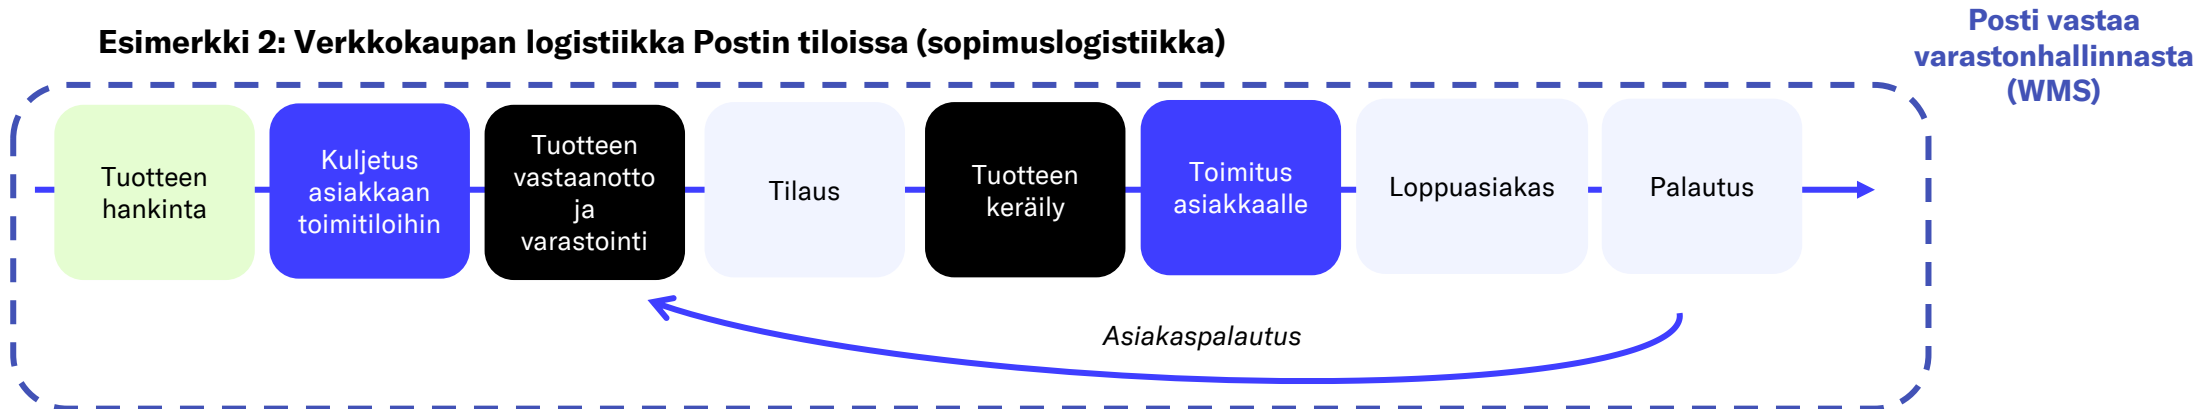 Esimerkki 2: Verkkokaupan logistiikka Postin tiloissa (sopimuslogistiikka)
Posti vastaa
varastonhallinnasta
(WMS)
Tuotteen
hankinta
Kuljetus
asiakkaan
toimitiloihin
Tuotteen
vastaanotto
ja
varastointi
Tilaus
Tuotteen
keräily
Toimitus
asiakkaalle
Loppuasiakas
Palautus
Asiakaspalautus